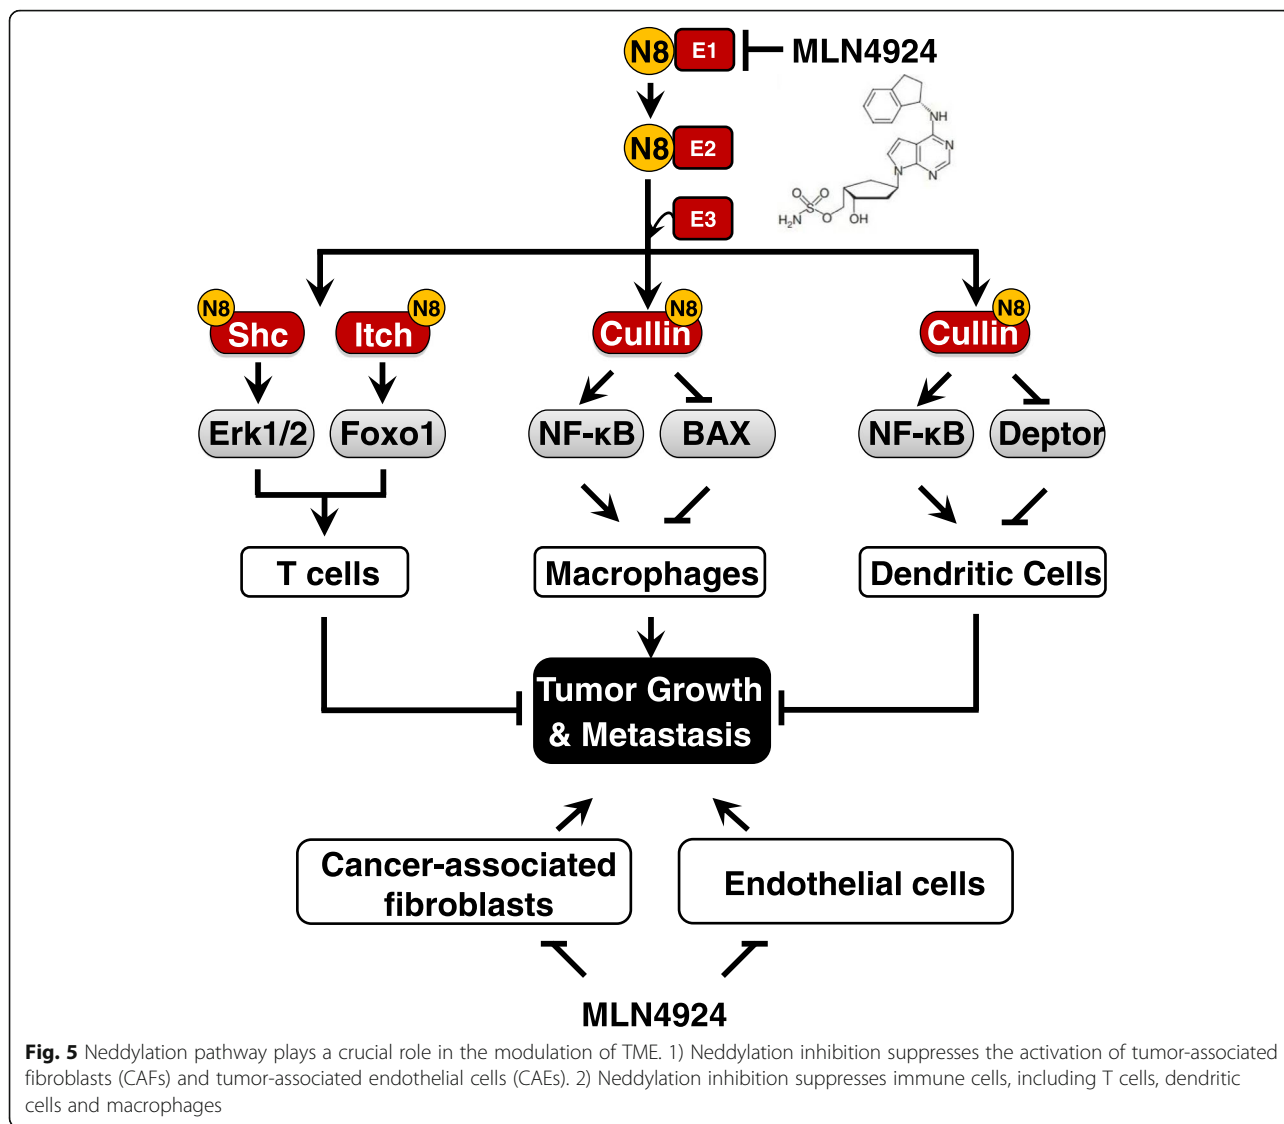 N8 E1 MLN4924
N8 E2
NH
N
N
N
O O
S
H2N O OH
E3
N8 Shc Itch N8
Cullin N8
Cullin N8
Erk1/2 Foxo1 NF-κB BAX NF-κB Deptor
T cells Macrophages Dendritic Cells
Tumor Growth
& Metastasis
Cancer-associated
fibroblasts
Endothelial cells
MLN4924
Fig. 5 Neddylation pathway plays a crucial role in the modulation of TME. 1) Neddylation inhibition suppresses the activation of tumor-associated
fibroblasts (CAFs) and tumor-associated endothelial cells (CAEs). 2) Neddylation inhibition suppresses immune cells, including T cells, dendritic
cells and macrophages